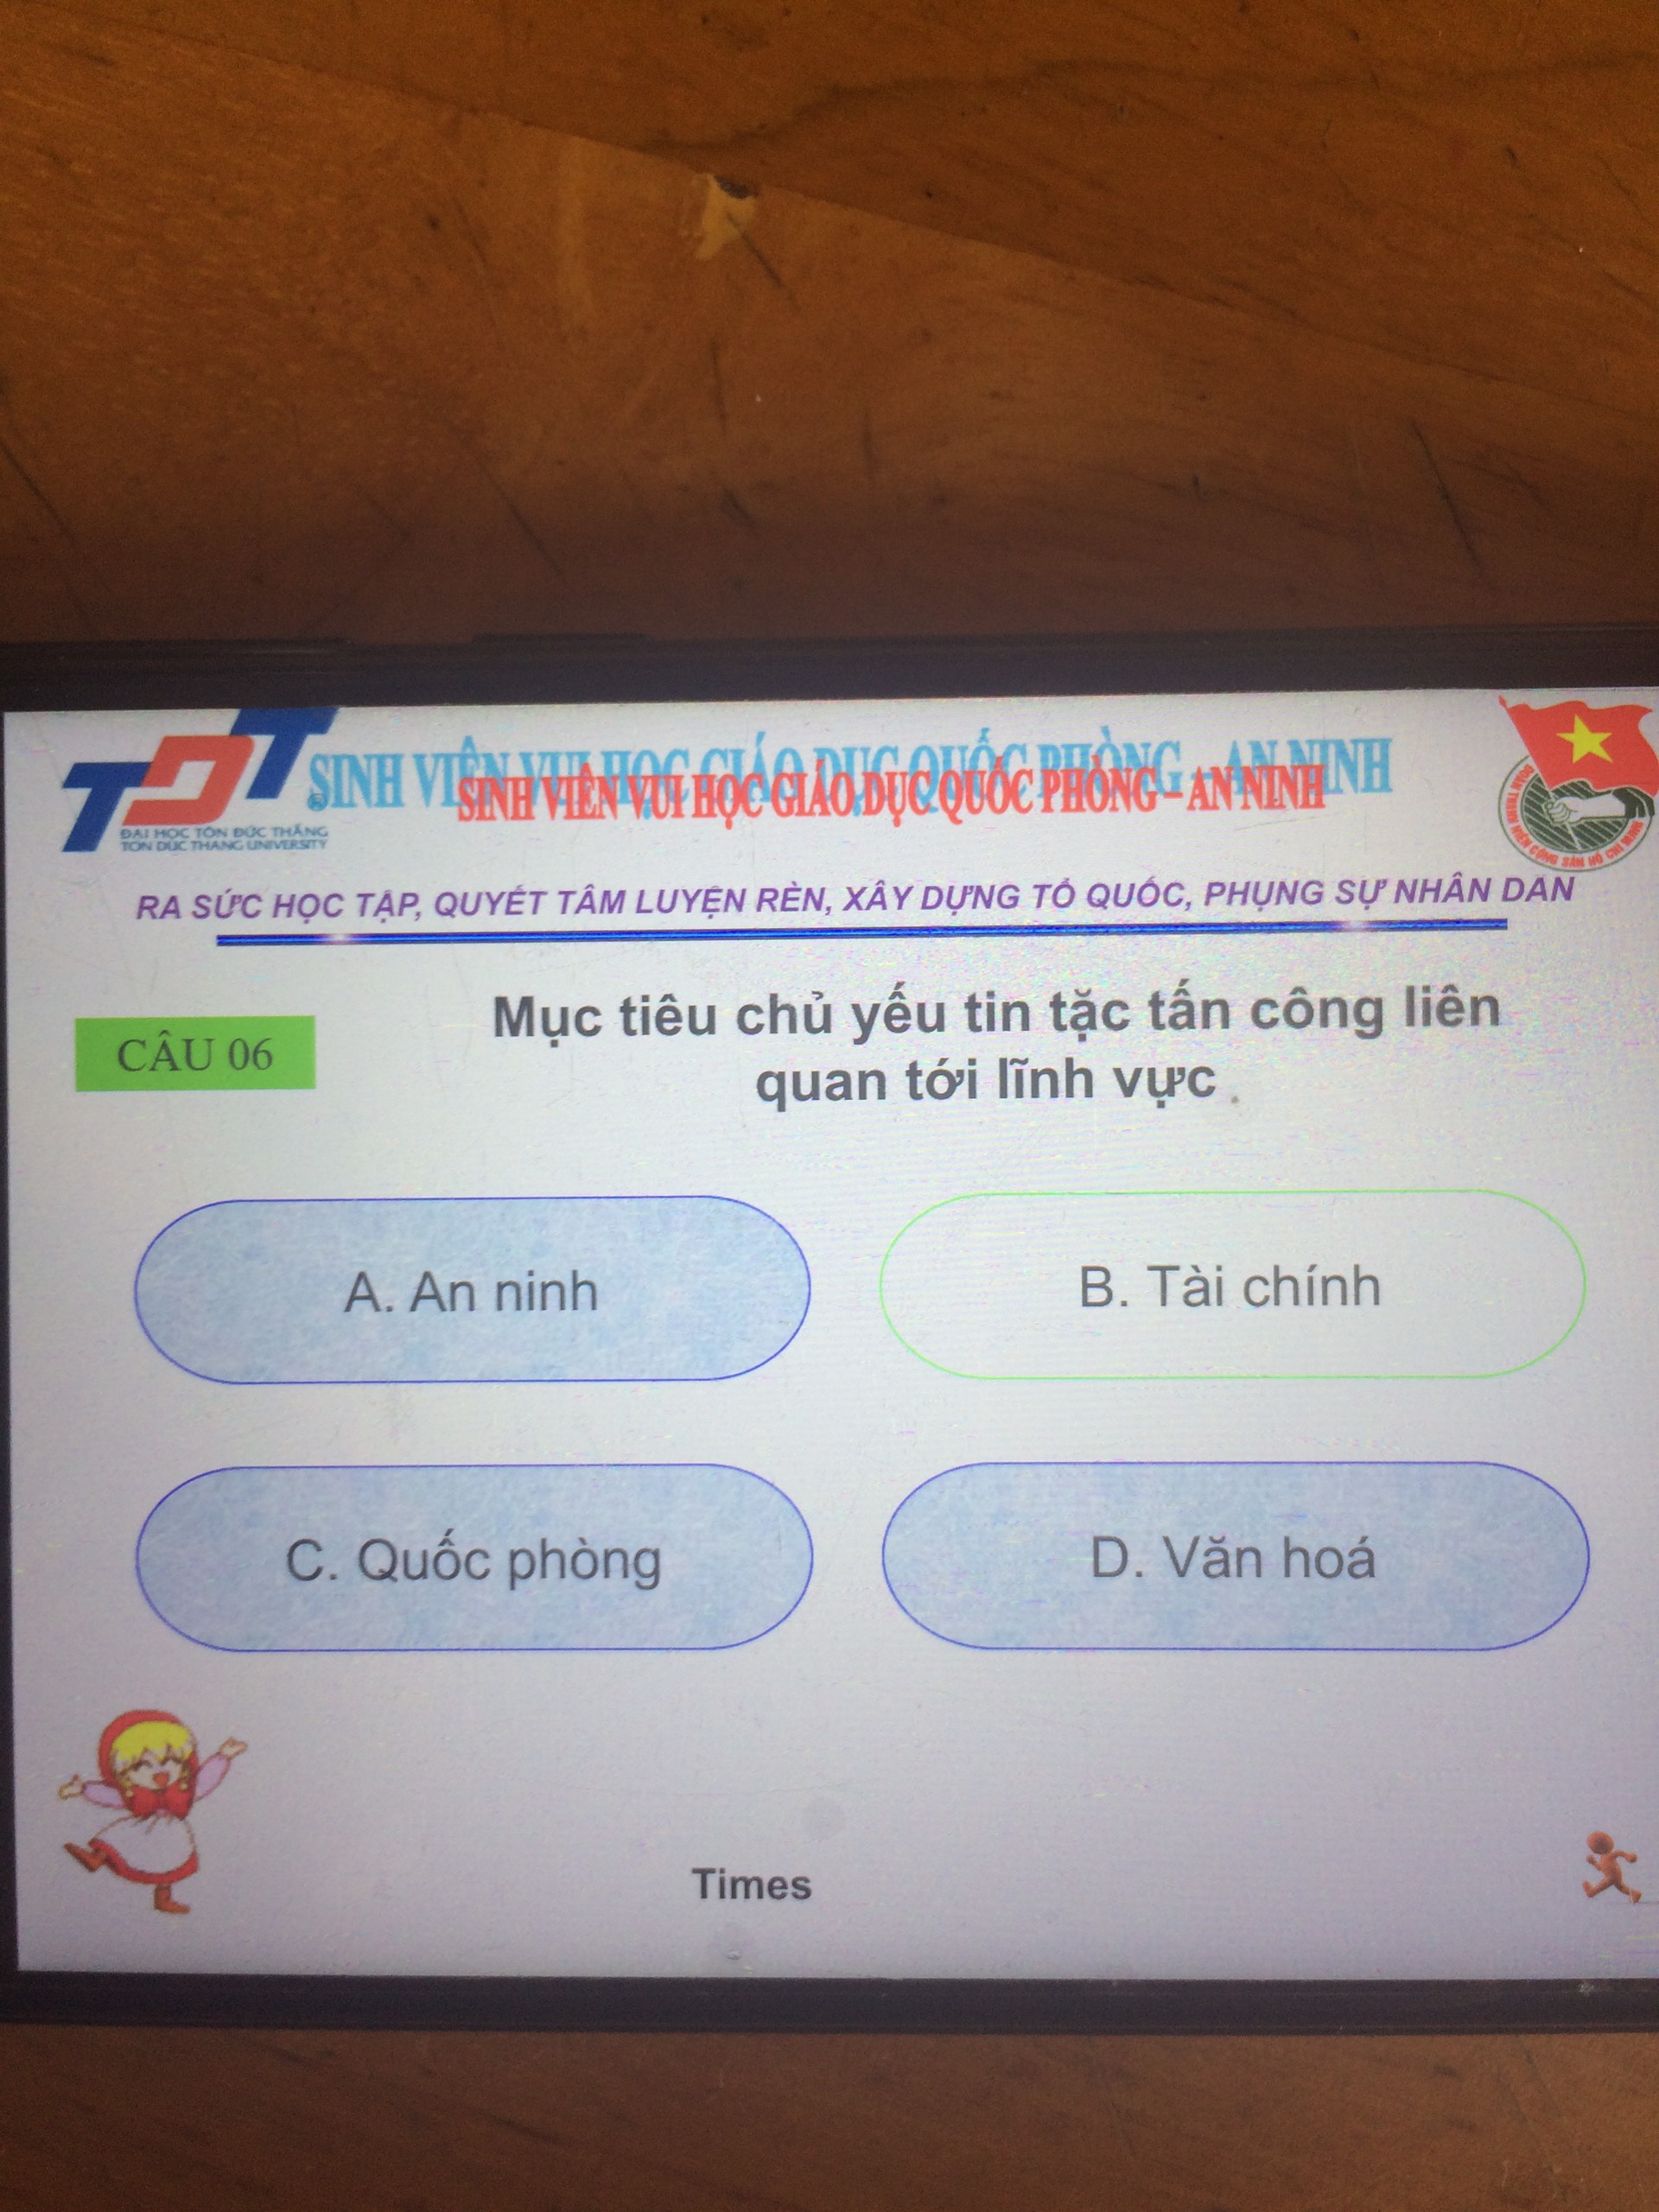 TDT
SINH VIÊN VUI HỌC GIÁO DỤC QUỐC PHÒNG - AN NINH
SINH VIÊN VUI HỌC GIÁO DỤC QUỐC PHÒNG - AN NINH
®
ĐẠI HỌC TÔN ĐỨC THẮNG
TON DUC THANG UNIVERSITY
ĐOÀN THANH NIÊN CỘNG SẢN HỒ CHÍ MINH
RA SỨC HỌC TẬP, QUYẾT TÂM LUYỆN RÈN, XÂY DỰNG TỔ QUỐC, PHỤNG SỰ NHÂN DÂN
CÂU 06
Mục tiêu chủ yếu tin tặc tấn công liên
quan tới lĩnh vực .
A. An ninh
B. Tài chính
C. Quốc phòng
D. Văn hoá
Times